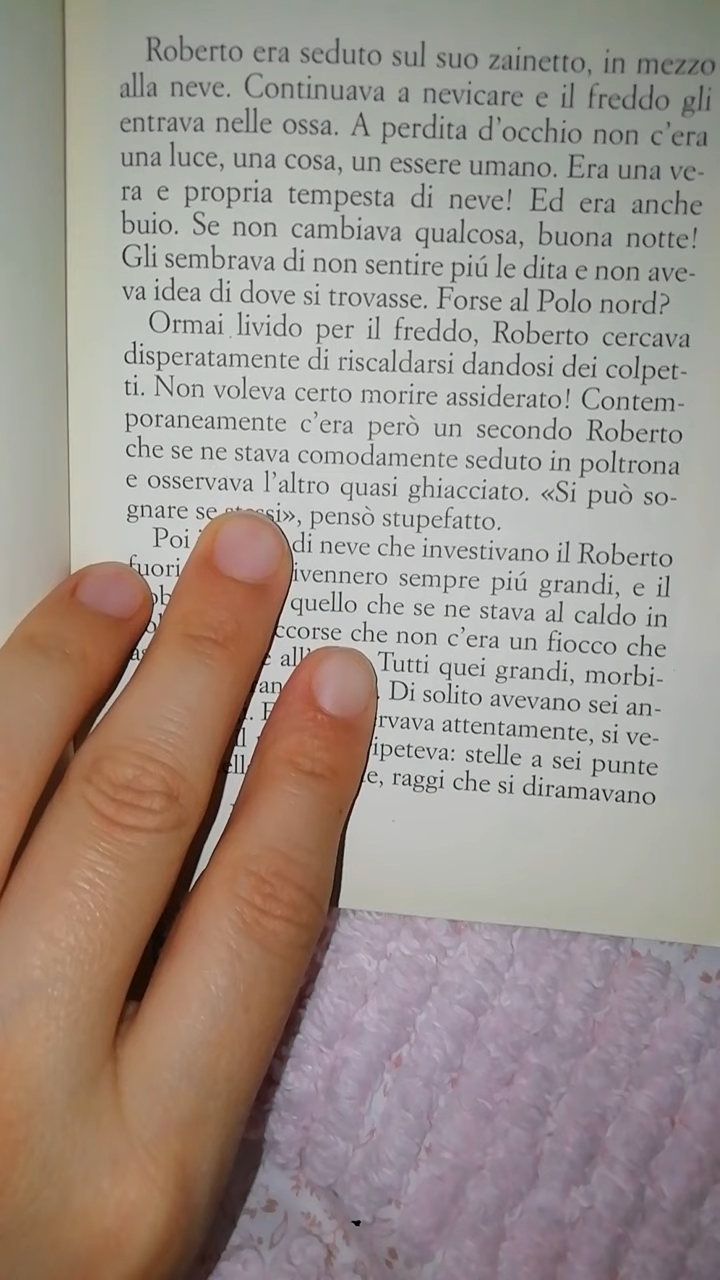 Roberto era seduto sul suo zainetto, in mezzo
alla neve. Continuava a nevicare e il freddo gli
entrava nelle ossa. A perdita d'occhio non c'era
una luce, una cosa, un essere umano. Era una ve-
ra e propria tempesta di neve! Ed era anche
buio. Se non cambiava qualcosa, buona notte!
Gli sembrava di non sentire piú le dita e non ave-
va idea di dove si trovasse. Forse al Polo nord?
Ormai livido per il freddo, Roberto cercava
disperatamente di riscaldarsi dandosi dei colpet-
ti. Non voleva certo morire assiderato! Contem-
poraneamente c'era però un secondo Roberto
che se ne stava comodamente seduto in poltrona
e osservava l'altro quasi ghiacciato. «Si può so-
gnare se stessi», pensò stupefatto.
Poi di neve che investivano il Roberto
fuori sempre piú grandi, e il
quello che se ne stava al caldo in
che non c'era un fiocco che
Tutti quei grandi, morbi-
Di solito avevano sei an-
attentamente, si ve-
stelle a sei punte
raggi che si diramavano